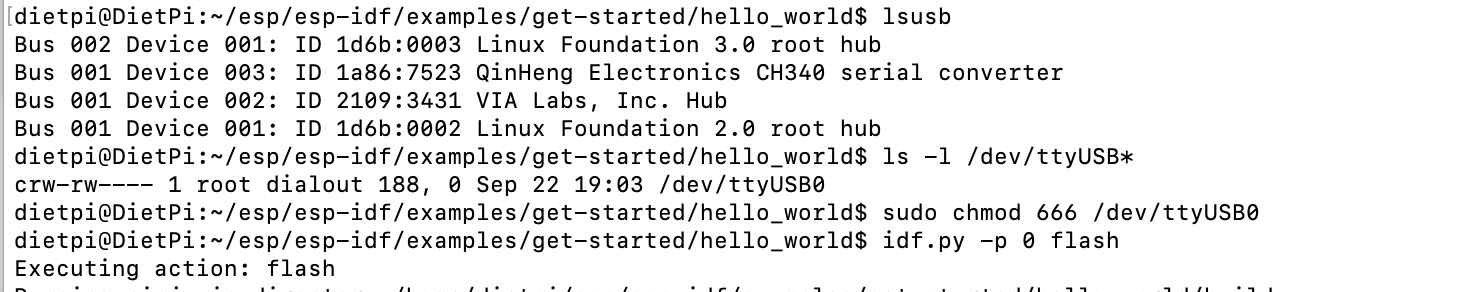 [dietpi@DietPi:~/esp/esp-idf/examples/get-started/hello_world$ lsusb
Bus 002 Device 001: ID 1d6b:0003 Linux Foundation 3.0 root hub
Bus 001 Device 003: ID 1a86:7523 QinHeng Electronics CH340 serial converter
Bus 001 Device 002: ID 2109:3431 VIA Labs, Inc. Hub
Bus 001 Device 001: ID 1d6b:0002 Linux Foundation 2.0 root hub
dietpi@DietPi:~/esp/esp-idf/examples/get-started/hello_world$ ls -l /dev/ttyUSB*
crw-rw---- 1 root dialout 188, 0 Sep 22 19:03 /dev/ttyUSB0
dietpi@DietPi:~/esp/esp-idf/examples/get-started/hello_world$ sudo chmod 666 /dev/ttyUSB0
dietpi@DietPi:~/esp/esp-idf/examples/get-started/hello_world$ idf.py -p 0 flash
Executing action: flash